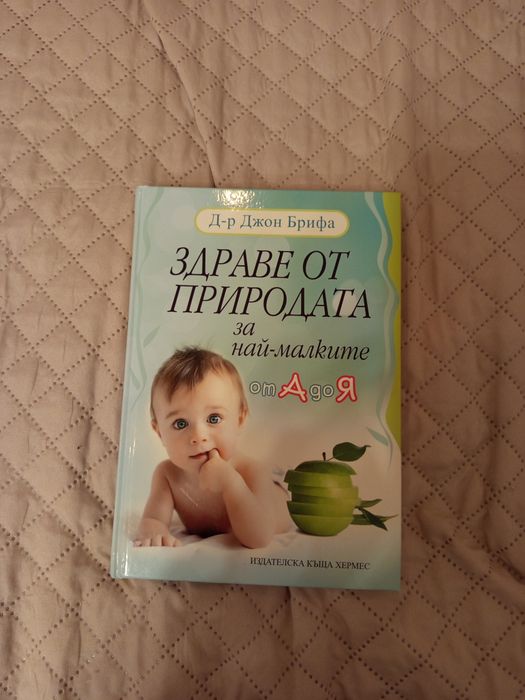 Д-р Джон Брифа
ЗДРАВЕ ОТ
ПРИРОДАТА
за
най-малките
от А до Я
ИЗДАТЕЛСКА КЪЩА ХЕРМЕС